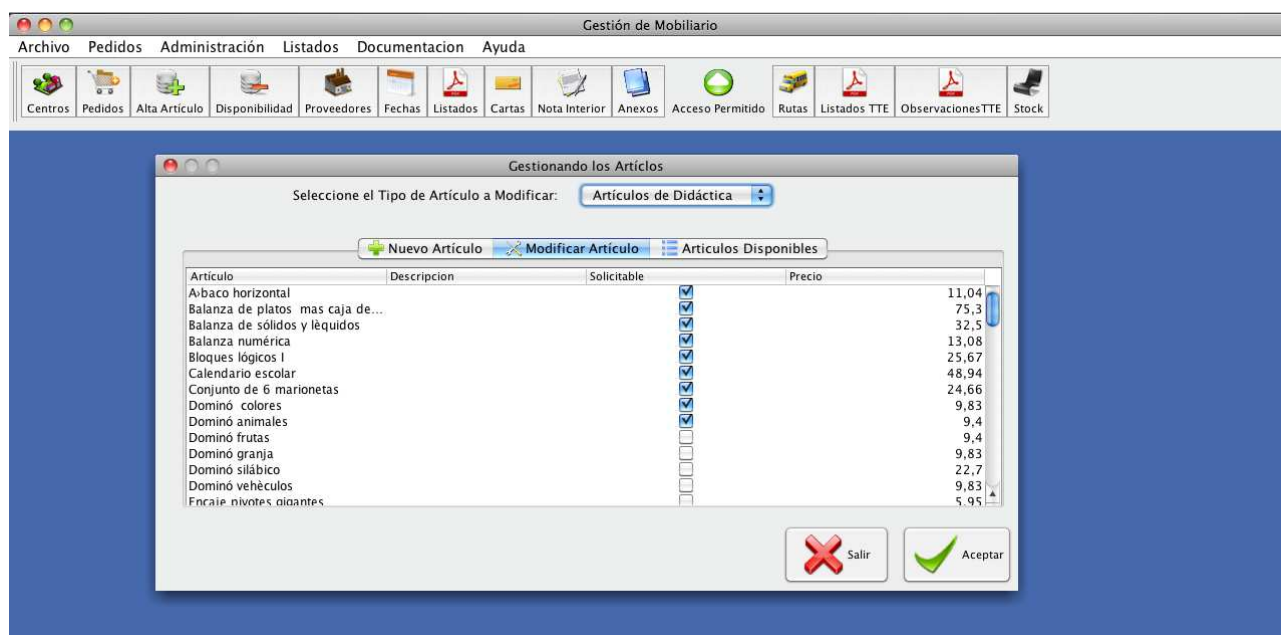 Gestión de Mobiliario
Archivo Pedidos Administración Listados Documentacion Ayuda
Centros Pedidos Alta Artículo Disponibilidad Proveedores Fechas Listados Cartas Nota Interior Anexos Acceso Permitido Rutas Listados TTE ObservacionesTTE Stock
Gestionando los Artíclos
Seleccione el Tipo de Artículo a Modificar: Artículos de Didáctica
Nuevo Artículo Modificar Artículo Articulos Disponibles
Artículo Descripcion Solicitable Precio
A›baco horizontal 11,04
Balanza de platos mas caja de... 75,3
Balanza de sólidos y lèquidos 32,5
Balanza numérica 13,08
Bloques lógicos I 25,67
Calendario escolar 48,94
Conjunto de 6 marionetas 24,66
Dominó colores 9,83
Dominó animales 9,4
Dominó frutas 9,4
Dominó granja 9,83
Dominó silábico 22,7
Dominó vehèculos 9,83
Encaje pivotes gigantes 5,95
Salir Aceptar